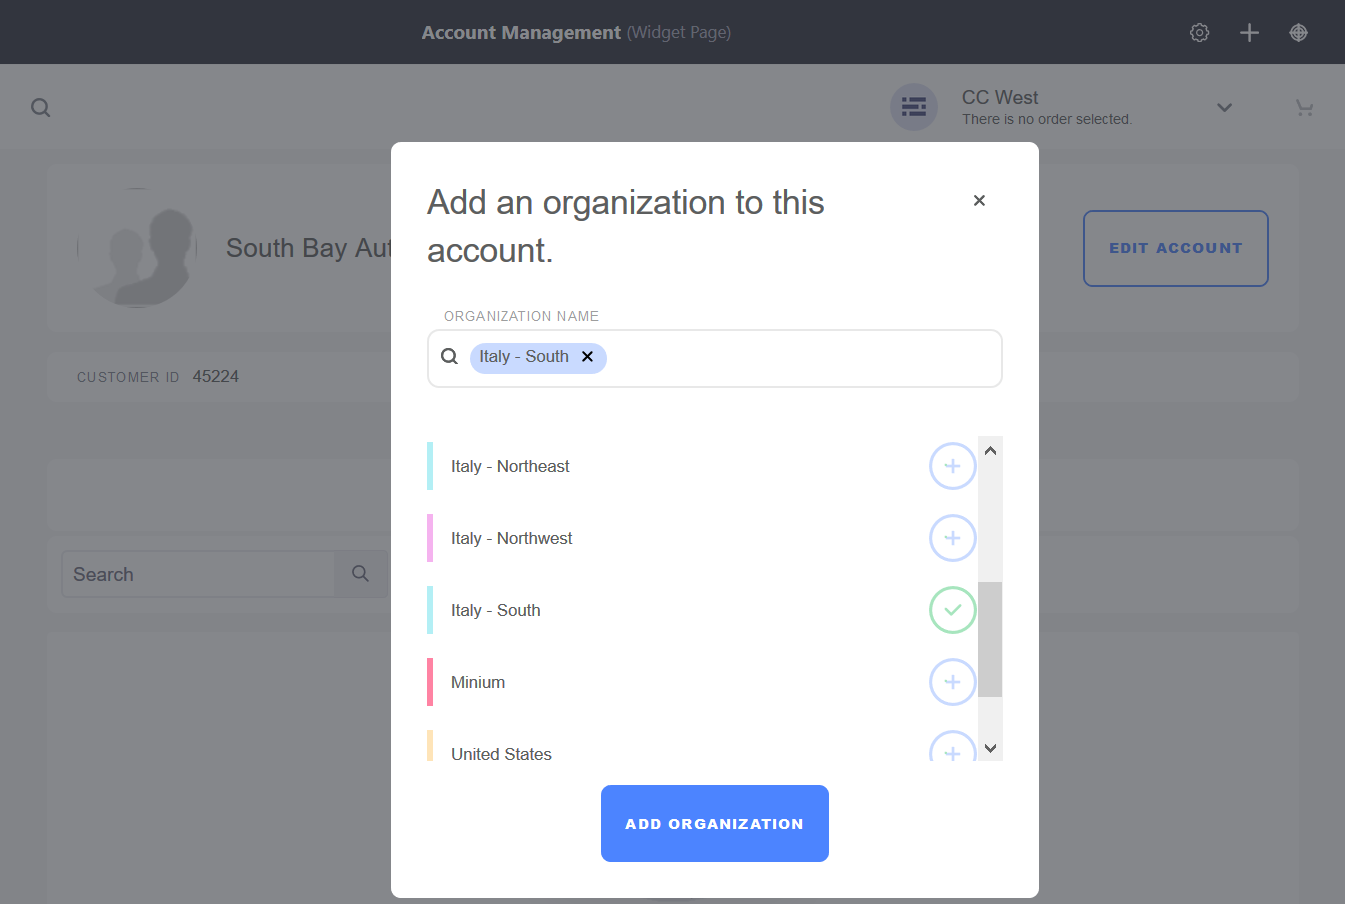 Account Management (Widget Page)
CC West
There is no order selected.
Add an organization to this
account.
South Bay
EDIT ACCOUNT
ORGANIZATION NAME
Italy - South
CUSTOMER ID 45224
Italy - Northeast
Italy - Northwest
Search
Italy - South
Minium
United States
ADD ORGANIZATION